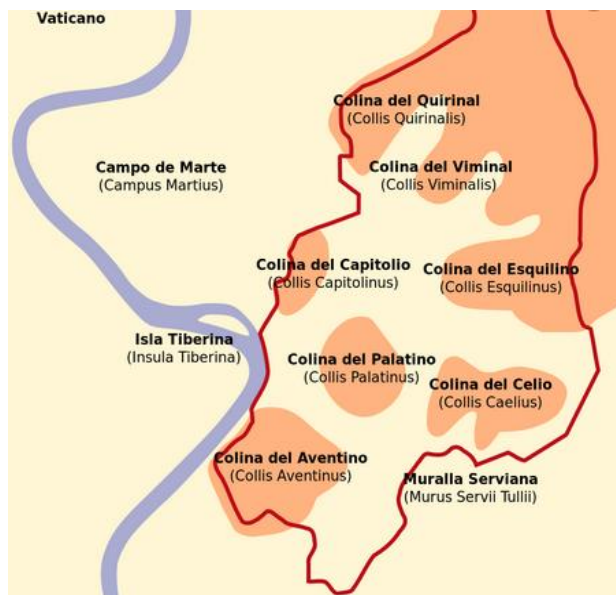 Vaticano
Colina del Quirinal
(Collis Quirinalis)
Campo de Marte
(Campus Martius)
Colina del Viminal
(Collis Viminalis)
Colina del Capitolio
(Collis Capitolinus)
Colina del Esquilino
(Collis Esquilinus)
Isla Tiberina
(Insula Tiberina)
Colina del Palatino
(Collis Palatinus)
Colina del Celio
(Collis Caelius)
Colina del Aventino
(Collis Aventinus)
Muralla Serviana
(Murus Servii Tullii)